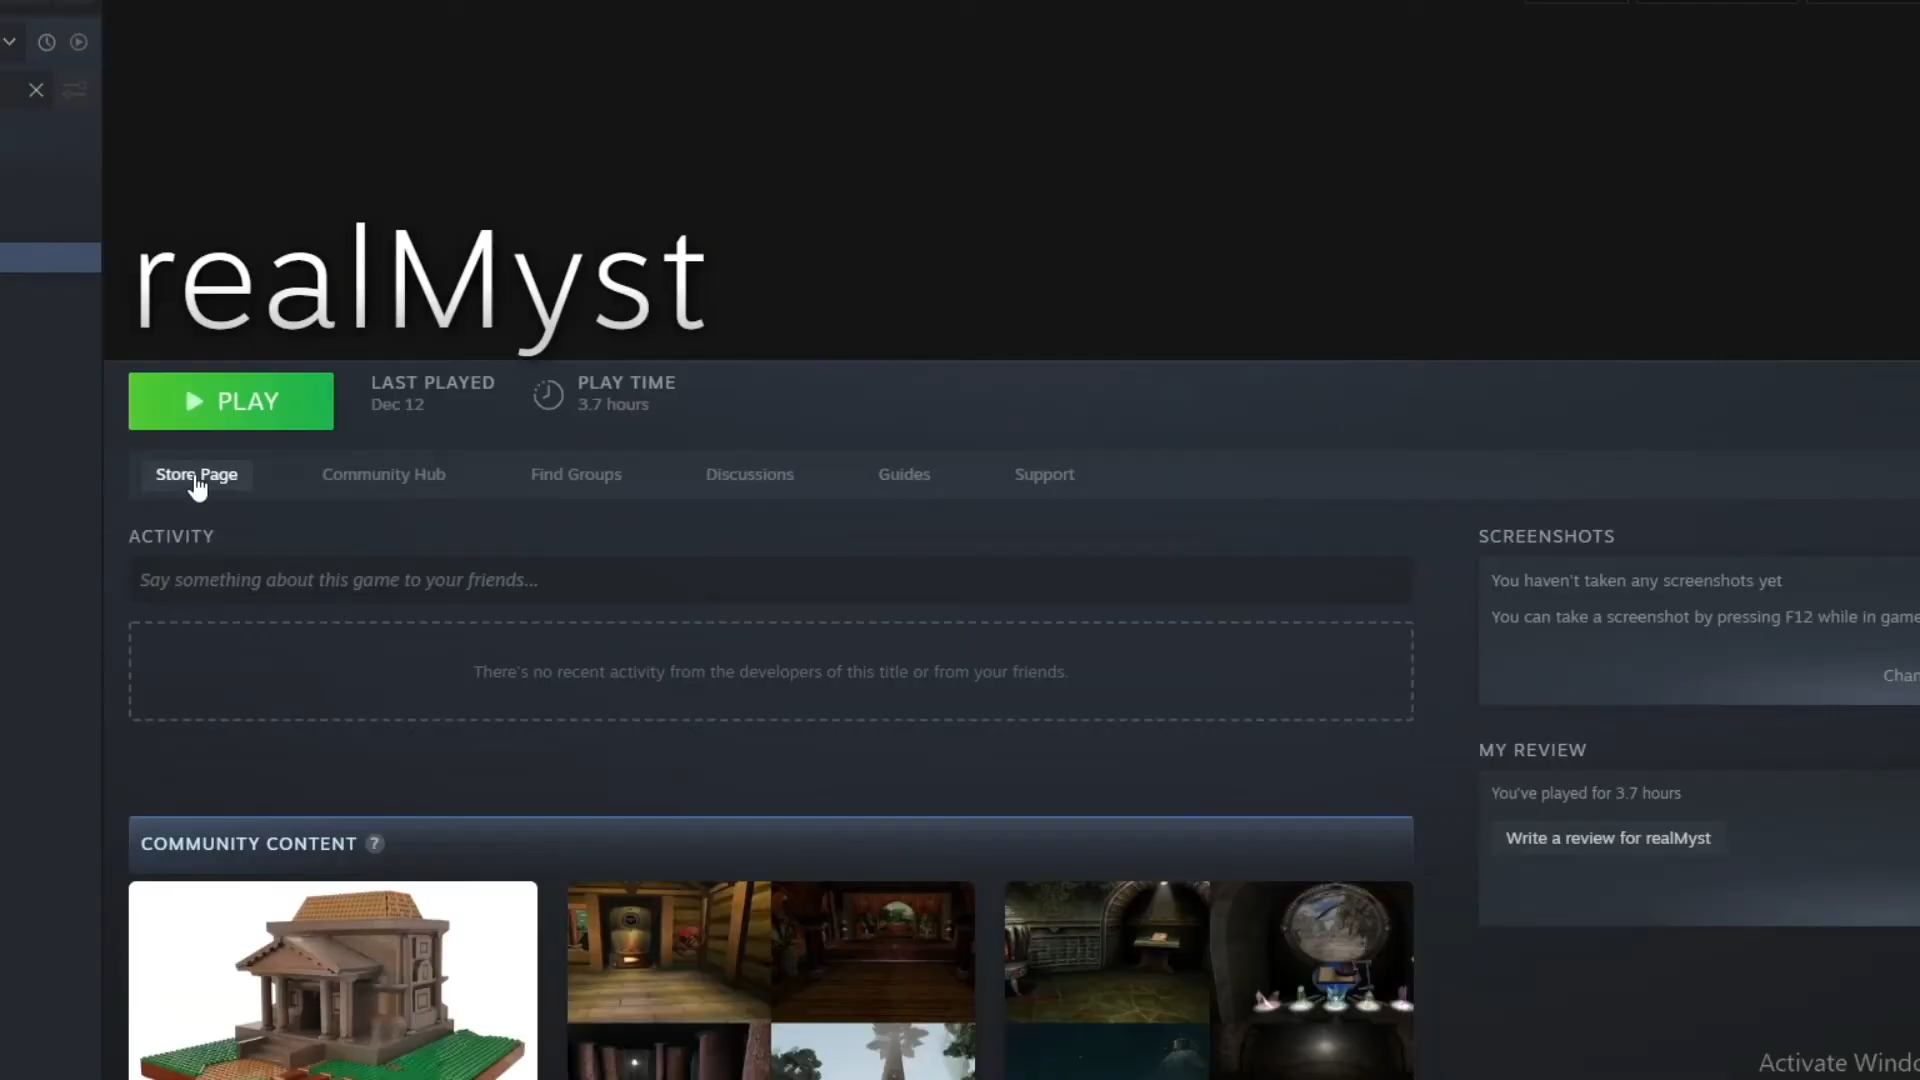 realMyst
PLAY
LAST PLAYED
Dec 12
PLAY TIME
3.7 hours
Store Page
Community Hub
Find Groups
Discussions
Guides
Support
ACTIVITY
Say something about this game to your friends...
There's no recent activity from the developers of this title or from your friends.
SCREENSHOTS
You haven't taken any screenshots yet
You can take a screenshot by pressing F12 while in game
MY REVIEW
You've played for 3.7 hours
Write a review for realMyst
COMMUNITY CONTENT ?
Activate